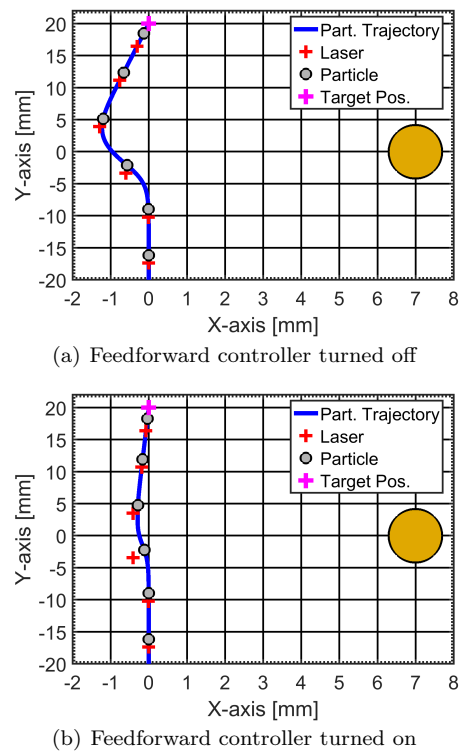 20
15
10
5
0
-5
-10
-15
-20
Y-axis [mm]
Part. Trajectory
Laser
Particle
Target Pos.
-2 -1 0 1 2 3 4 5 6 7 8
X-axis [mm]
(a) Feedforward controller turned off
20
15
10
5
0
-5
-10
-15
-20
Y-axis [mm]
Part. Trajectory
Laser
Particle
Target Pos.
-2 -1 0 1 2 3 4 5 6 7 8
X-axis [mm]
(b) Feedforward controller turned on